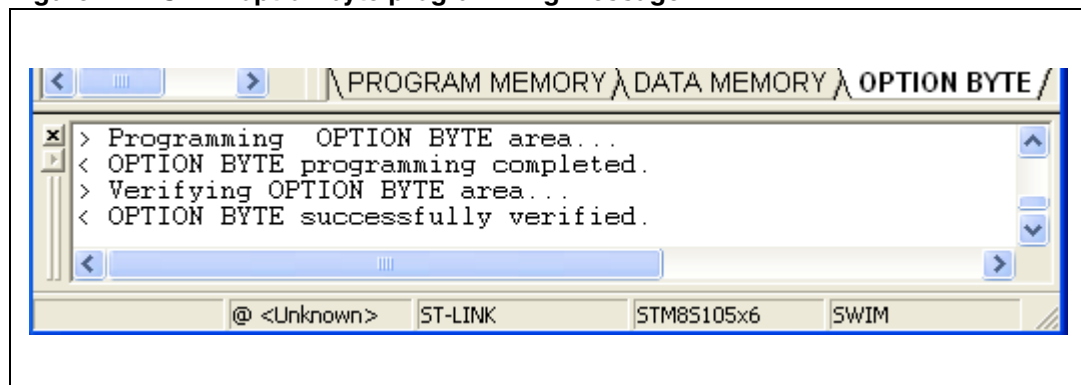 PROGRAM MEMORY DATA MEMORY OPTION BYTE
> Programming  OPTION BYTE area...
< OPTION BYTE programming completed.
> Verifying OPTION BYTE area...
< OPTION BYTE successfully verified.
@ <Unknown> ST-LINK STM8S105x6 SWIM